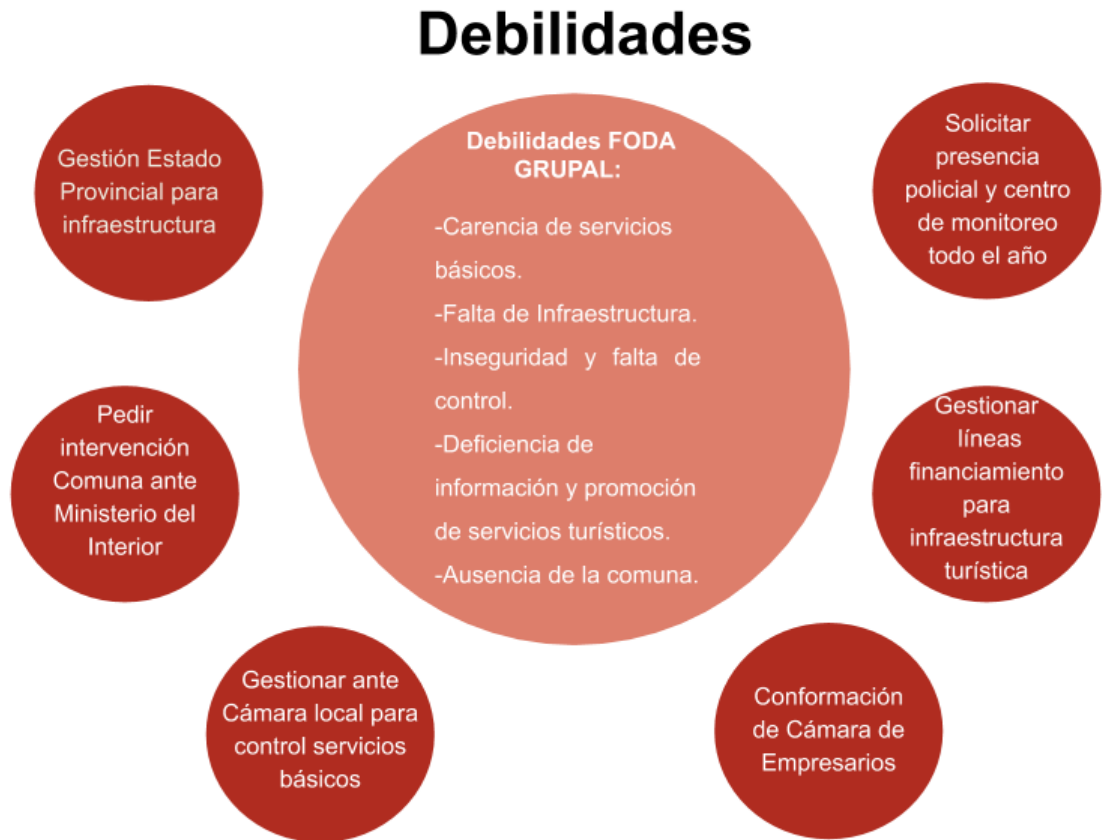 Debilidades
Gestión Estado
Provincial para
infraestructura
Debilidades FODA
GRUPAL:
-Carencia de servicios
básicos.
-Falta de Infraestructura.
-Inseguridad y falta de
control.
-Deficiencia de
información y promoción
de servicios turísticos.
-Ausencia de la comuna.
Solicitar
presencia
policial y centro
de monitoreo
todo el año
Pedir
intervención
Comuna ante
Ministerio del
Interior
Gestionar
líneas
financiamiento
para
infraestructura
turística
Gestionar ante
Cámara local para
control servicios
básicos
Conformación
de Cámara de
Empresarios